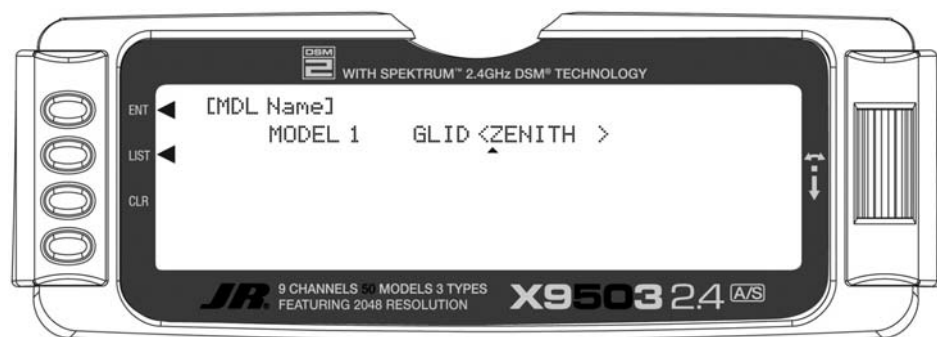 DSM
2
WITH SPEKTRUM™ 2.4GHz DSM® TECHNOLOGY
ENT
[MDL Name]
MODEL 1 GLID <ZENITH >
LIST
CLR
JR. 9 CHANNELS 50 MODELS 3 TYPES
FEATURING 2048 RESOLUTION
X9503 2.4 A/S